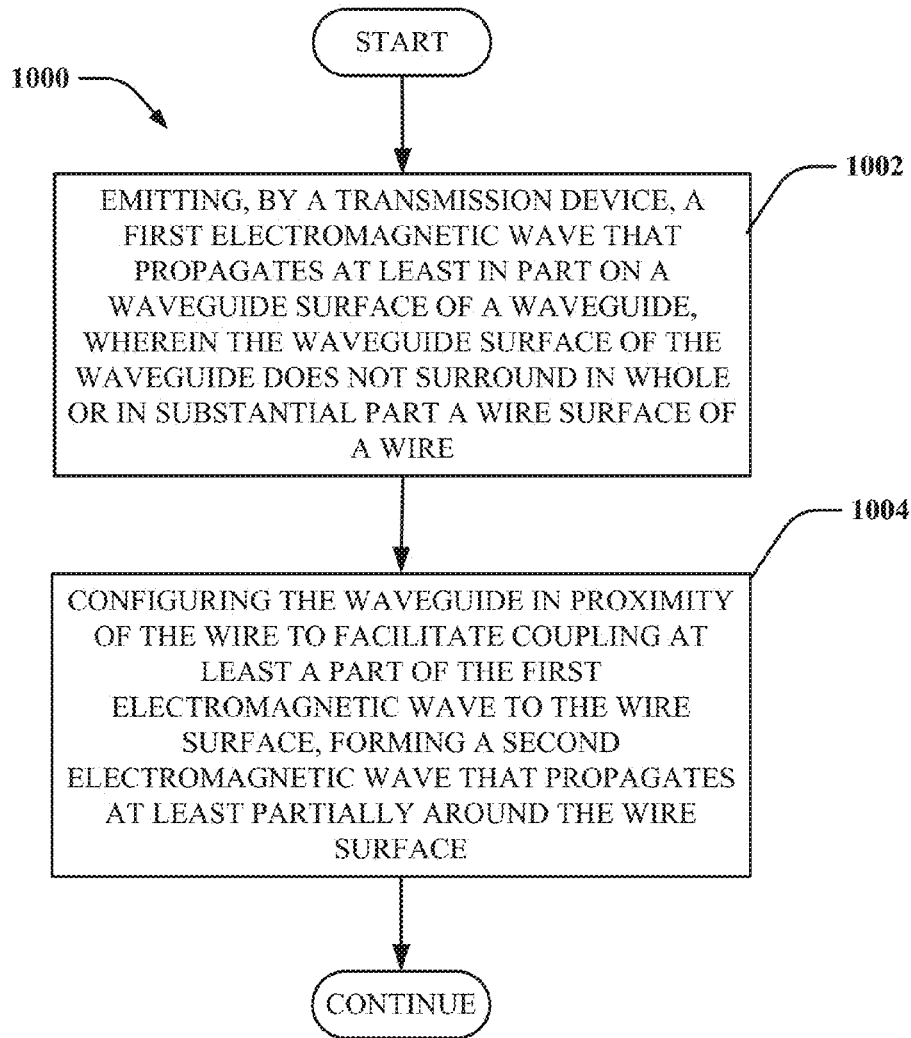 START
1000
1002
EMITTING, BY A TRANSMISSION DEVICE, A
FIRST ELECTROMAGNETIC WAVE THAT
PROPAGATES AT LEAST IN PART ON A
WAVEGUIDE SURFACE OF A WAVEGUIDE,
WHEREIN THE WAVEGUIDE SURFACE OF THE
WAVEGUIDE DOES NOT SURROUND IN WHOLE
OR IN SUBSTANTIAL PART A WIRE SURFACE OF
A WIRE
1004
CONFIGURING THE WAVEGUIDE IN PROXIMITY
OF THE WIRE TO FACILITATE COUPLING AT
LEAST A PART OF THE FIRST
ELECTROMAGNETIC WAVE TO THE WIRE
SURFACE, FORMING A SECOND
ELECTROMAGNETIC WAVE THAT PROPAGATES
AT LEAST PARTIALLY AROUND THE WIRE
SURFACE
CONTINUE